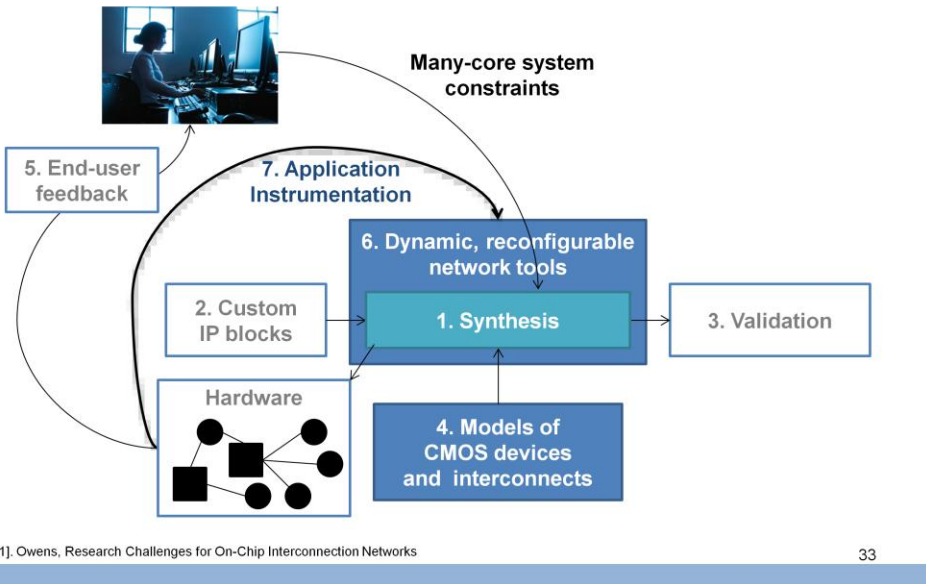 Many-core system
constraints
5. End-user
feedback
7. Application
Instrumentation
6. Dynamic, reconfigurable
network tools
2. Custom
IP blocks
1. Synthesis
3. Validation
Hardware
4. Models of
CMOS devices
and interconnects
1]. Owens, Research Challenges for On-Chip Interconnection Networks
33